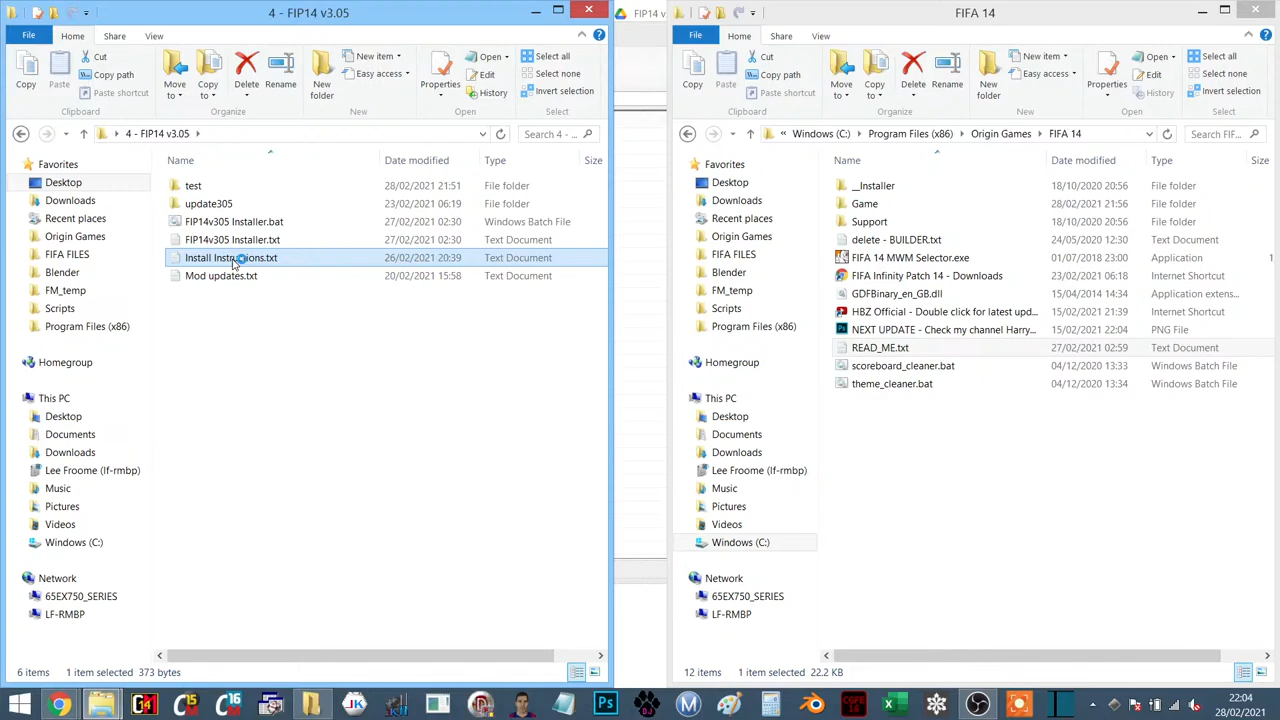 4 - FIP14 v3.05
File
Home
Share
View
Copy
Paste
Cut
Copy path
Paste shortcut
Clipboard
Move to
Copy to
Delete
Rename
Organize
New folder
New item
Easy access
New
Properties
Open
Edit
History
Open
Select all
Select none
Invert selection
Select
4 - FIP14 v3.05
Search 4 - ...
Name
Date modified
Type
Size
Favorites
Desktop
Downloads
Recent places
Origin Games
FIFA FILES
Blender
FM_temp
Scripts
Program Files (x86)
Homegroup
This PC
Desktop
Documents
Downloads
Lee Froome (lf-rmbp)
Music
Pictures
Videos
Windows (C:)
Network
65EX750_SERIES
LF-RMBP
test 28/02/2021 21:51 File folder
update305 23/02/2021 06:19 File folder
FIP14v305 Installer.bat 27/02/2021 02:30 Windows Batch File
FIP14v305 Installer.txt 27/02/2021 02:30 Text Document
Install Instructions.txt 26/02/2021 20:39 Text Document
Mod updates.txt 20/02/2021 15:58 Text Document
6 items 1 item selected 373 bytes
FIP14 v
FIFA 14
File
Home
Share
View
Copy
Paste
Cut
Copy path
Paste shortcut
Clipboard
Move to
Copy to
Delete
Rename
Organize
New folder
New item
Easy access
New
Properties
Open
Edit
History
Open
Select all
Select none
Invert selection
Select
« Windows (C:) Program Files (x86) Origin Games FIFA 14
Search FIF...
Name
Date modified
Type
Size
Favorites
Desktop
Downloads
Recent places
Origin Games
FIFA FILES
Blender
FM_temp
Scripts
Program Files (x86)
Homegroup
This PC
Desktop
Documents
Downloads
Lee Froome (lf-rmbp)
Music
Pictures
Videos
Windows (C:)
Network
65EX750_SERIES
LF-RMBP
__Installer 18/10/2020 20:56 File folder
Game 28/02/2021 21:56 File folder
Support 18/10/2020 20:56 File folder
delete - BUILDER.txt 24/05/2020 12:30 Text Document
FIFA 14 MWM Selector.exe 01/07/2018 23:00 Application 1
FIFA Infinity Patch 14 - Downloads 23/02/2021 06:18 Internet Shortcut
GDFBinary_en_GB.dll 15/04/2014 14:34 Application extens...
HBZ Official - Double click for latest upd... 15/02/2021 21:39 Internet Shortcut
NEXT UPDATE - Check my channel Harry... 15/02/2021 22:04 PNG File
READ_ME.txt 27/02/2021 02:59 Text Document
scoreboard_cleaner.bat 04/12/2020 13:33 Windows Batch File
theme_cleaner.bat 04/12/2020 13:34 Windows Batch File
12 items 1 item selected 22.2 KB
14
15
16
JK
Ps
M
22:04
28/02/2021